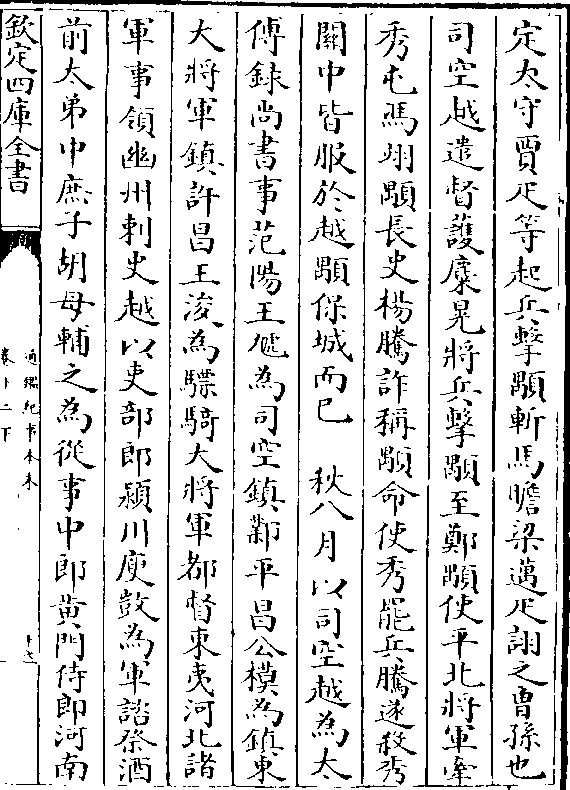 定太守賈疋等起兵擊顒斬馬瞻梁邁疋詡之曾孫也
司空越遣督護麋晃將兵擊顒至鄭顒使平北將軍牽
秀屯馮翊顒長史楊騰詐稱顒命使秀罷兵騰遂殺秀
關中皆服於越顒保城而已　秋八月以司空越為太
傅錄尚書事范陽王虓為司空鎮鄴平昌公模為鎮東
大將軍鎮許昌王浚為驃騎大將軍都督東夷河北諸
軍事領幽州刺史越以吏部郎潁川庾敳為軍諮祭酒
前太弟中庶子胡母輔之為從事中郎黃門侍郎河南
欽定四庫全書
通鑑紀事本末
卷十二下